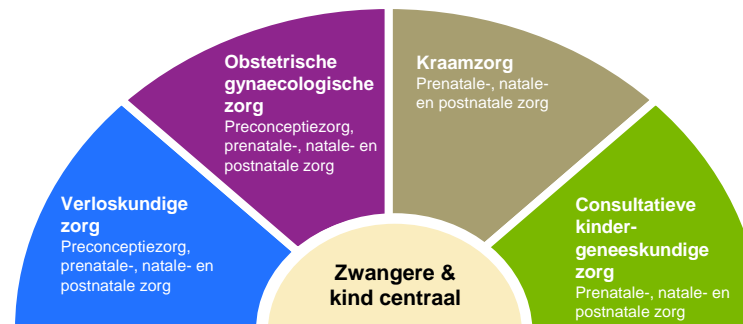 Verloskundige
zorg
Preconceptiezorg,
prenatale-, natale- en
postnatale zorg
Obstetrische
gynaecologische
zorg
Preconceptiezorg,
prenatale-, natale- en
postnatale zorg
Kraamzorg
Prenatale-, natale-
en postnatale zorg
Consultatieve
kinder-
geneeskundige
zorg
Prenatale-, natale- en
postnatale zorg
Zwangere &
kind centraal